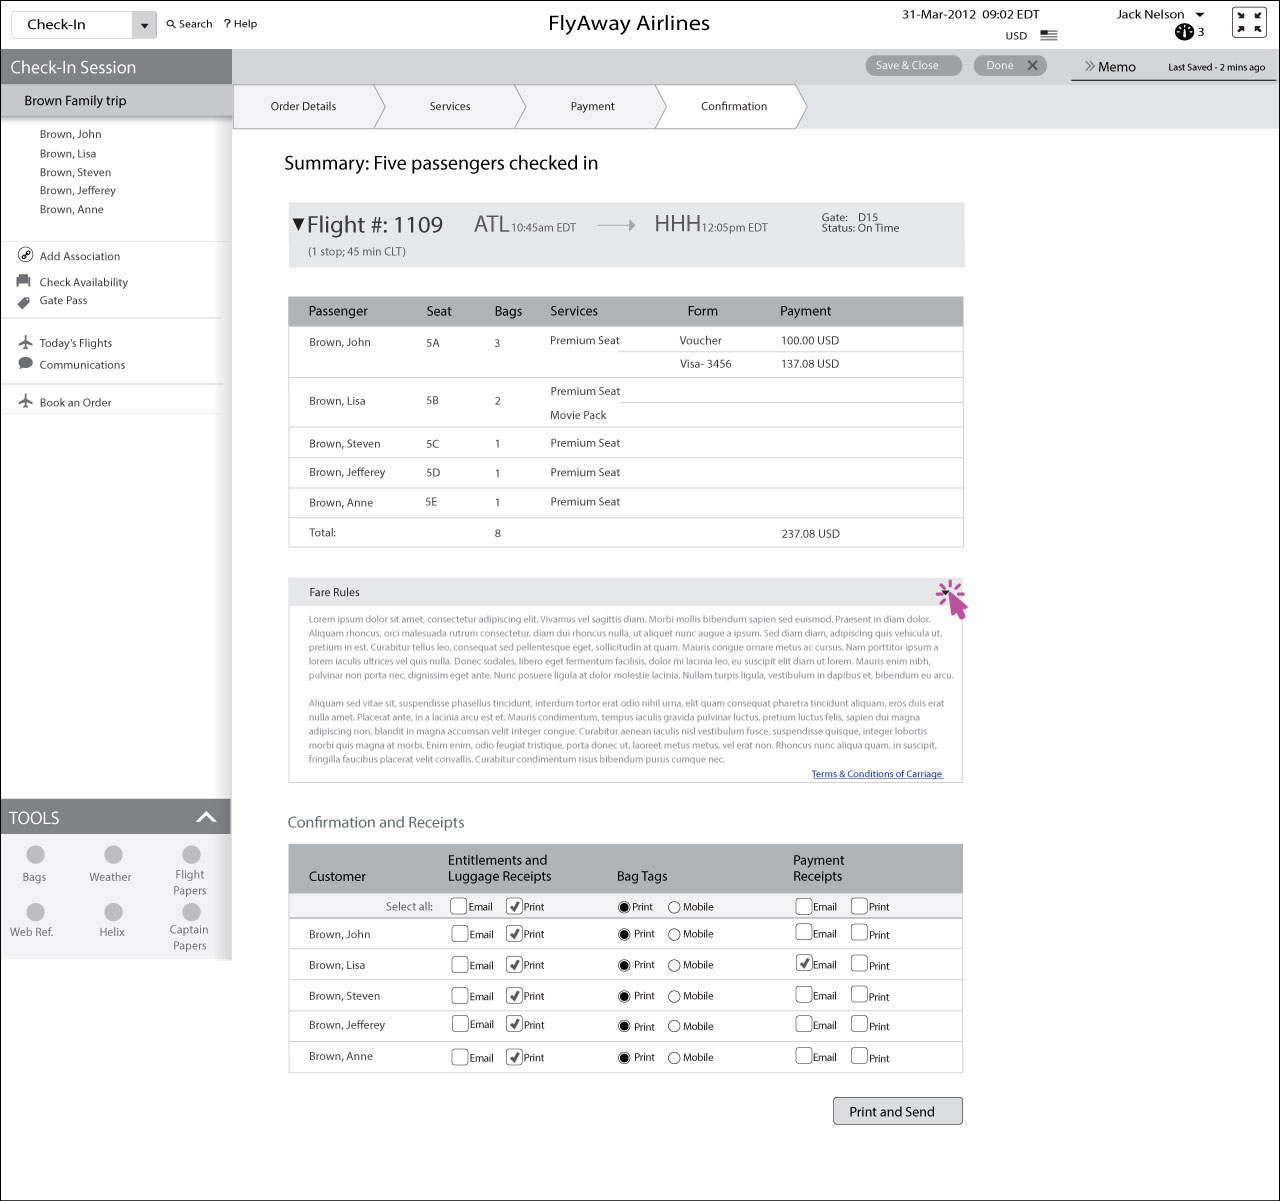 Check-In
Search
? Help
FlyAway Airlines
31-Mar-2012 09:02 EDT
USD
Jack Nelson
3
Check-In Session
Save & Close
Done
Memo
Last Saved - 2 mins ago
Brown Family trip
Order Details
Services
Payment
Confirmation
Brown, John
Brown, Lisa
Brown, Steven
Brown, Jefferey
Brown, Anne
Add Association
Check Availability
Gate Pass
Today's Flights
Communications
Book an Order
TOOLS
Bags Weather Flight Papers
Web Ref. Helix Captain Papers
Summary: Five passengers checked in
Flight #: 1109 ATL 10:45am EDT HHH 12:05pm EDT
Gate: D15
Status: On Time
(1 stop; 45 min CLT)
Passenger Seat Bags Services Form Payment
Brown, John 5A 3 Premium Seat Voucher 100.00 USD
Visa- 3456 137.08 USD
Brown, Lisa 5B 2 Premium Seat
Movie Pack
Brown, Steven 5C 1 Premium Seat
Brown, Jefferey 5D 1 Premium Seat
Brown, Anne 5E 1 Premium Seat
Total: 8 237.08 USD
Fare Rules
Lorem ipsum dolor sit amet, consectetur adipiscing elit. Vivamus vel sagittis diam. Morbi mollis bibendum sapien sed euismod. Praesent in diam dolor.
Aliquam rhoncus, orci malesuada rutrum consectetur, diam dui rhoncus nulla, ut aliquet nunc augue a ipsum. Sed diam diam, adipiscing quis vehicula ut,
pretium in est. Curabitur tellus leo, consequat sed pellentesque eget, sollicitudin at quam. Mauris congue ornare metus ac cursus. Nam porttitor ipsum a
lorem iaculis ultrices vel quis nulla. Donec sodales, libero eget fermentum facilisis, dolor mi lacinia leo, eu suscipit elit diam ut lorem. Mauris enim nibh,
pulvinar non porta nec, dignissim eget ante. Nunc posuere ligula at dolor molestie lacinia. Nullam turpis ligula, vestibulum in dapibus et, bibendum eu arcu.
Aliquam sed vitae sit, suspendisse phasellus tincidunt, interdum tortor erat odio nihil urna, elit quam consequat pharetra tincidunt aliquam, eros duis erat
nulla amet. Placerat ante, in a lacinia arcu est et. Mauris condimentum, tempus iaculis gravida pulvinar luctus, pretium luctus felis, sapien dui magna
adipiscing non, blandit in magna accumsan velit integer congue. Curabitur aenean iaculis nisl vestibulum fusce, suspendisse quisque, integer lobortis
morbi quis magna at morbi. Enim enim, odio feugiat tristique, porta donec ut, laoreet metus metus, vel erat non. Rhoncus nunc aliqua quam, in suscipit,
fringilla faucibus placerat velit convallis. Curabitur condimentum risus bibendum purus cumque nec.
Terms & Conditions of Carriage
Confirmation and Receipts
Customer Entitlements and Luggage Receipts Bag Tags Payment Receipts
Select all: Email Print Print Mobile Email Print
Brown, John Email Print Print Mobile Email Print
Brown, Lisa Email Print Print Mobile Email Print
Brown, Steven Email Print Print Mobile Email Print
Brown, Jefferey Email Print Print Mobile Email Print
Brown, Anne Email Print Print Mobile Email Print
Print and Send